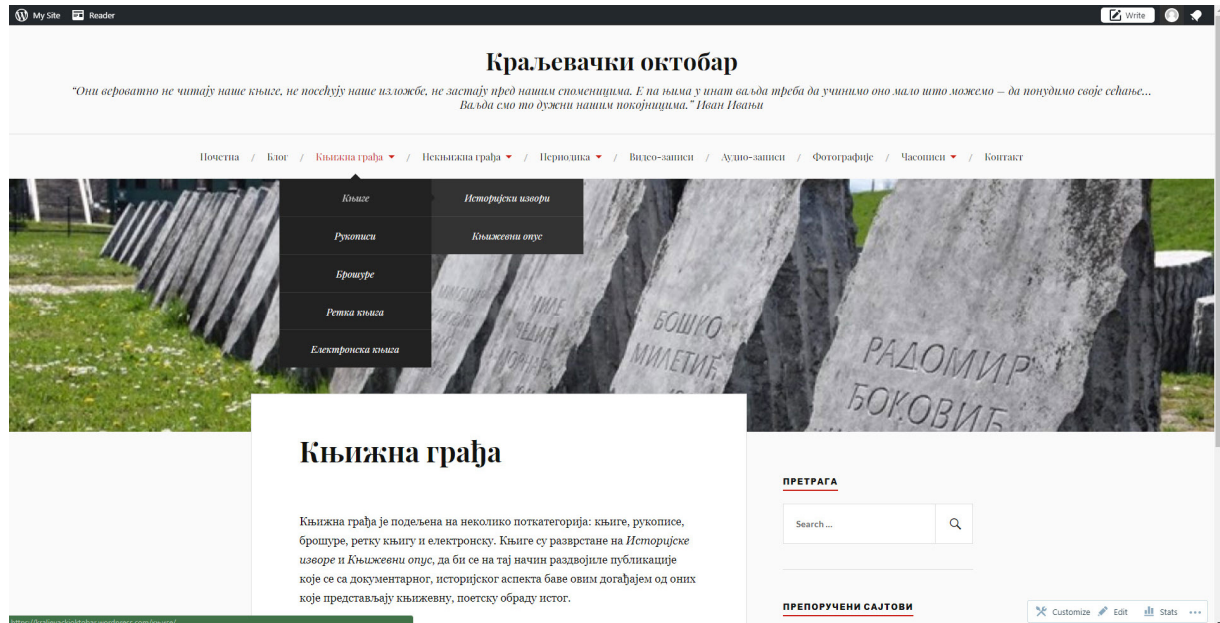 My Site Reader Write
Краљевачки октобар
“Они вероватно не читају наше књиге, не посећују наше изложбе, не застају пред нашим споменицима. Е па њима у инат ваљда треба да учинимо оно мало што можемо – да понудимо своје сећање…
Ваљда смо то дужни нашим покојницима.” Иван Ивањи
Почетна / Блог / Књижна грађа / Некњижна грађа / Периодика / Видео-записи / Аудио-записи / Фотографије / Часописи / Контакт
Књиге Историјски извори
Рукописи Књижевни опус
Брошуре
Ретка књига
Електронска књига
МИЛЕ
БОШКО
МИЛЕТИЋ
РАДОМИР
ЂОКОВИЋ
Књижна грађа
Књижна грађа је подељена на неколико поткатегорија: књиге, рукописе,
брошуре, ретку књигу и електронску. Књиге су разврстане на Историјске
изворе и Књижевни опус, да би се на тај начин раздвојиле публикације
које се са документарног, историјског аспекта баве овим догађајем од оних
које представљају књижевну, поетску обраду истог.
ПРЕТРАГА
Search ...
ПРЕПОРУЧЕНИ САЈТОВИ
Customize Edit Stats